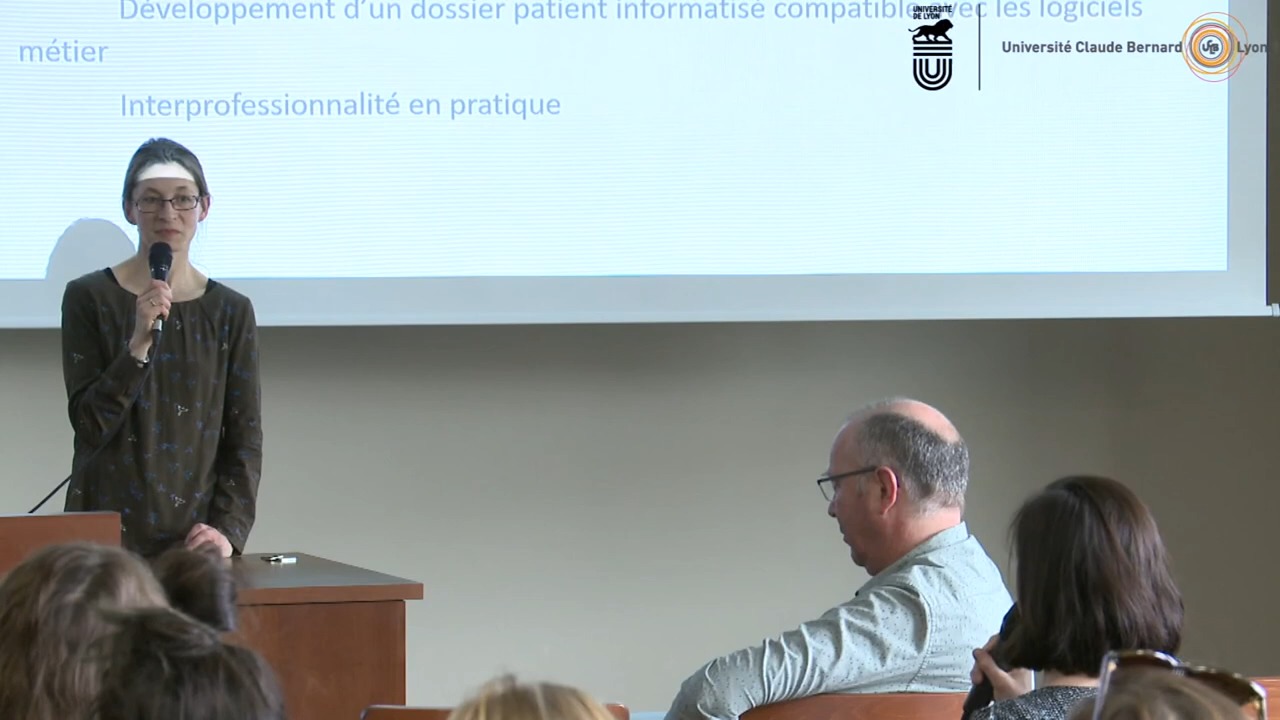 Développement d'un dossier patient informatisé compatible avec les logiciels
métier
Interprofessionnalité en pratique
UNIVERSITÉ
DE LYON
Université Claude Bernard Lyon